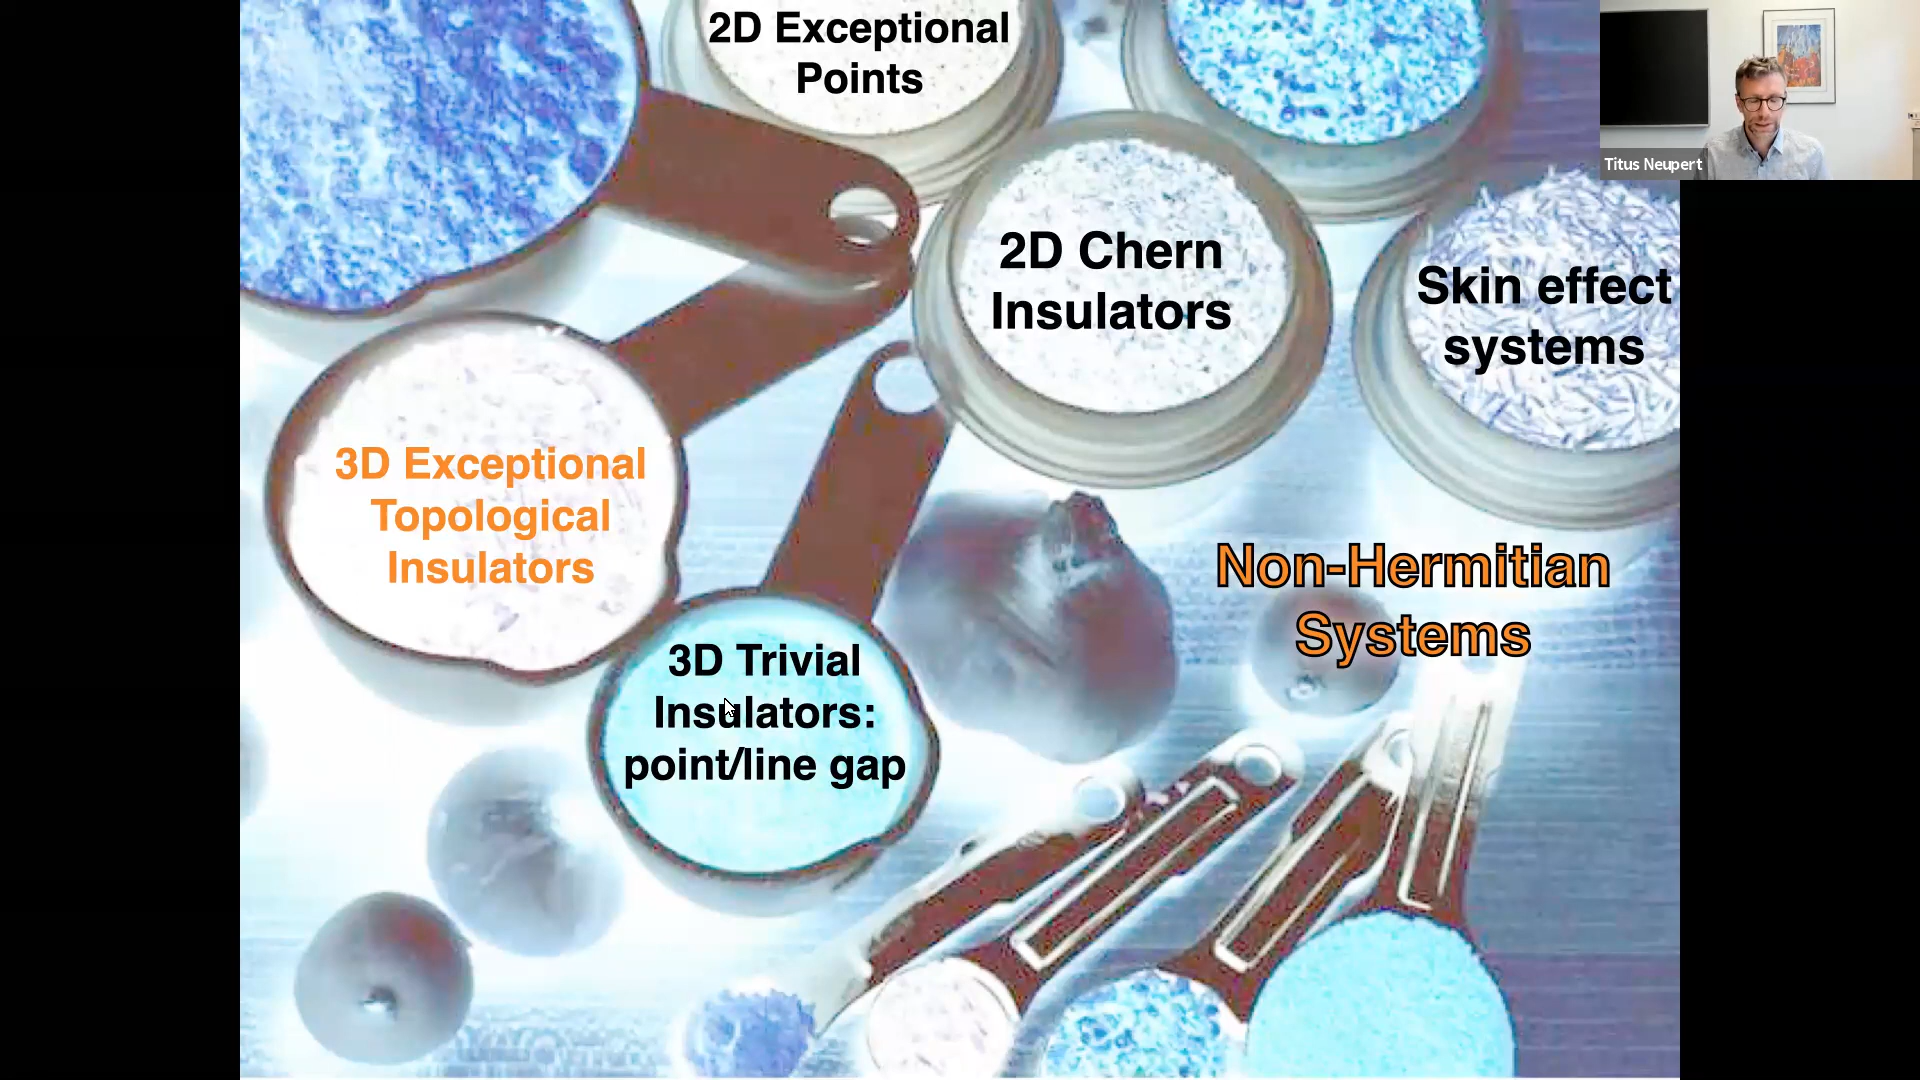 2D Exceptional
Points
Titus Neupert
2D Chern
Insulators
Skin effect
systems
3D Exceptional
Topological
Insulators
Non-Hermitian
Systems
3D Trivial
Insulators:
point/line gap